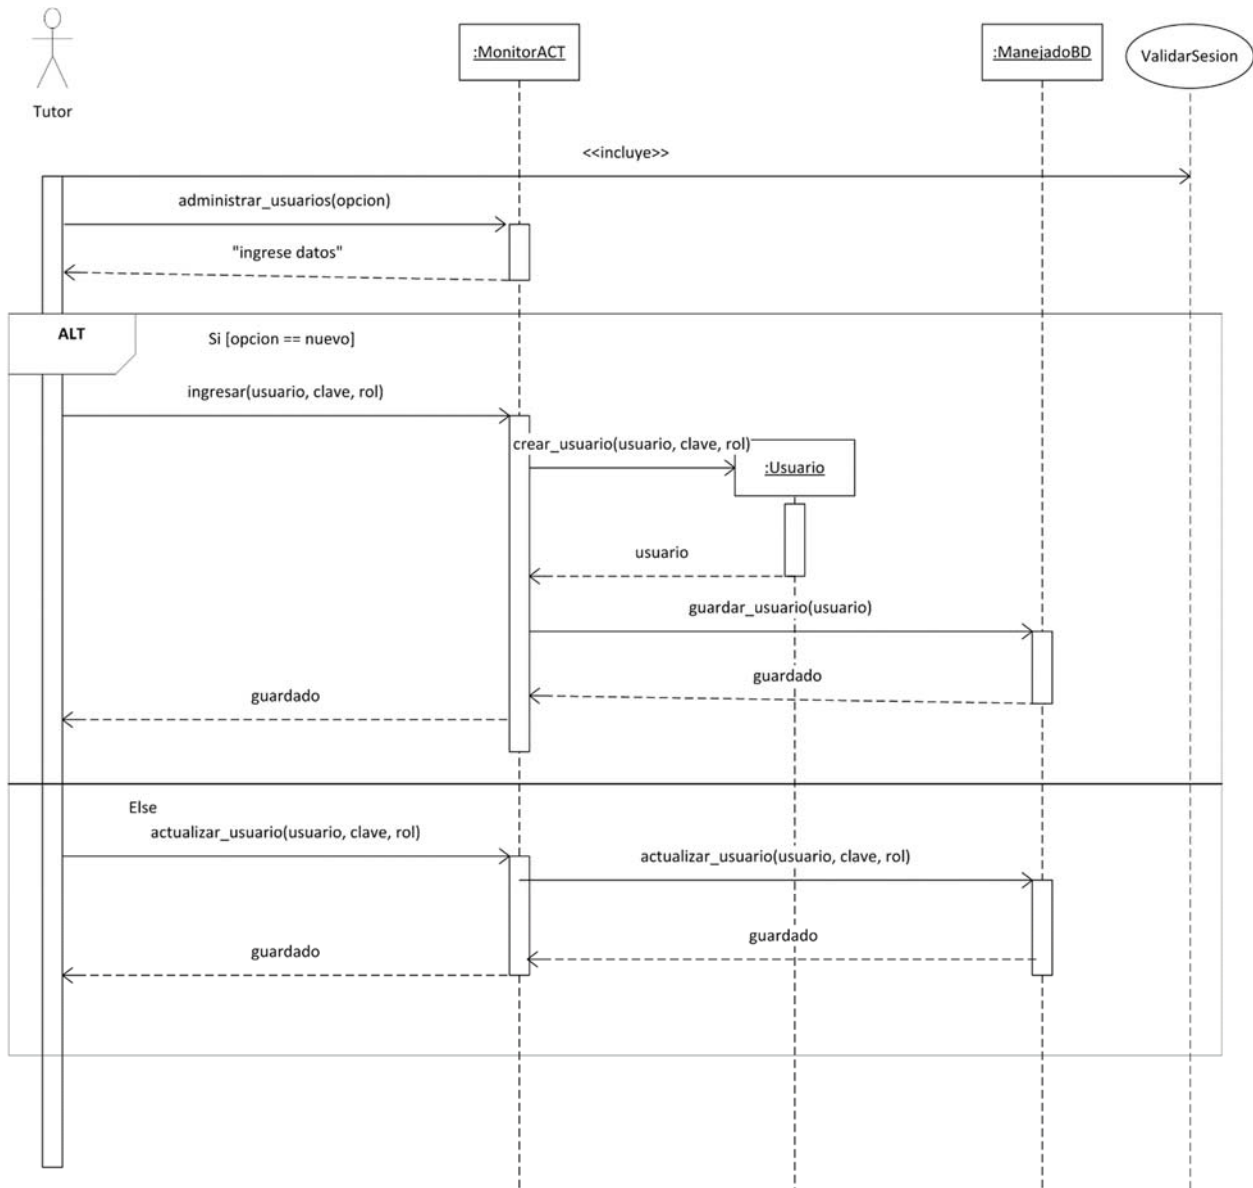 :MonitorACT
:ManejadoBD
ValidarSesion
Tutor
<<incluye>>
administrar_usuarios(opcion)
"ingrese datos"
ALT
Si [opcion == nuevo]
ingresar(usuario, clave, rol)
crear_usuario(usuario, clave, rol)
:Usuario
usuario
guardar_usuario(usuario)
guardado
guardado
Else
actualizar_usuario(usuario, clave, rol)
actualizar_usuario(usuario, clave, rol)
guardado
guardado